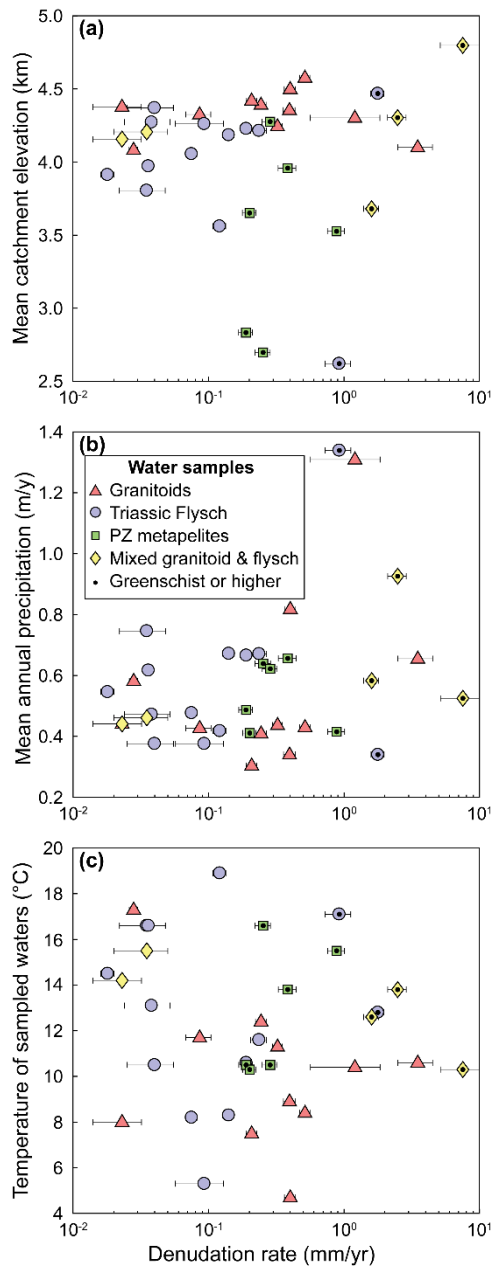 (a)
Mean catchment elevation (km)
5.0
4.5
4.0
3.5
3.0
2.5
10-2 10-1 100 101
(b)
Mean annual precipitation (m/y)
1.4
1.2
1.0
0.8
0.6
0.4
0.2
Water samples
Granitoids
Triassic Flysch
PZ metapelites
Mixed granitoid & flysch
Greenschist or higher
10-2 10-1 100 101
(c)
Temperature of sampled waters (°C)
20
18
16
14
12
10
8
6
4
10-2 10-1 100 101
Denudation rate (mm/yr)